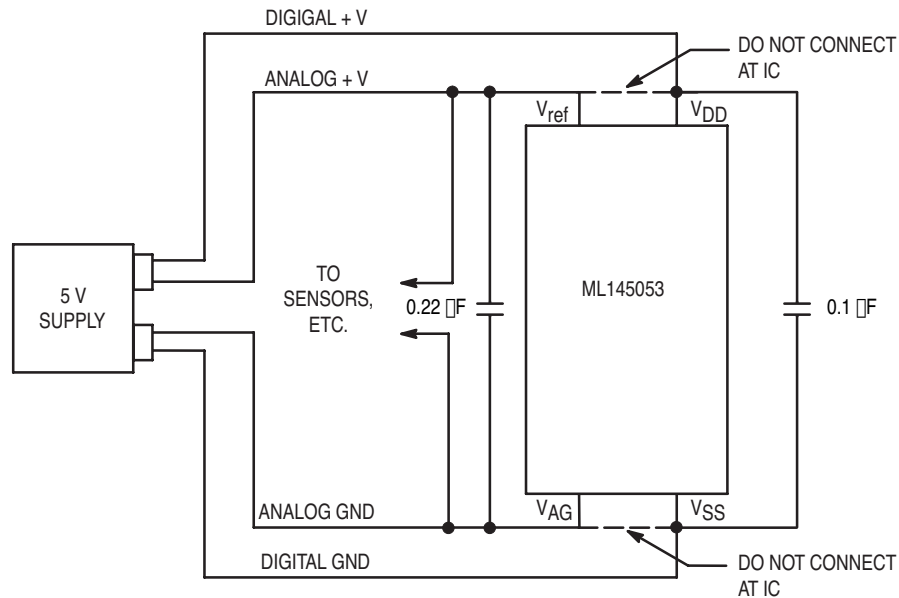 DIGIGAL + V
DO NOT CONNECT
AT IC
ANALOG + V
Vref
VDD
5 V
SUPPLY
TO
SENSORS,
ETC.
0.22 ▯F
ML145053
0.1 ▯F
ANALOG GND
VAG
VSS
DIGITAL GND
DO NOT CONNECT
AT IC